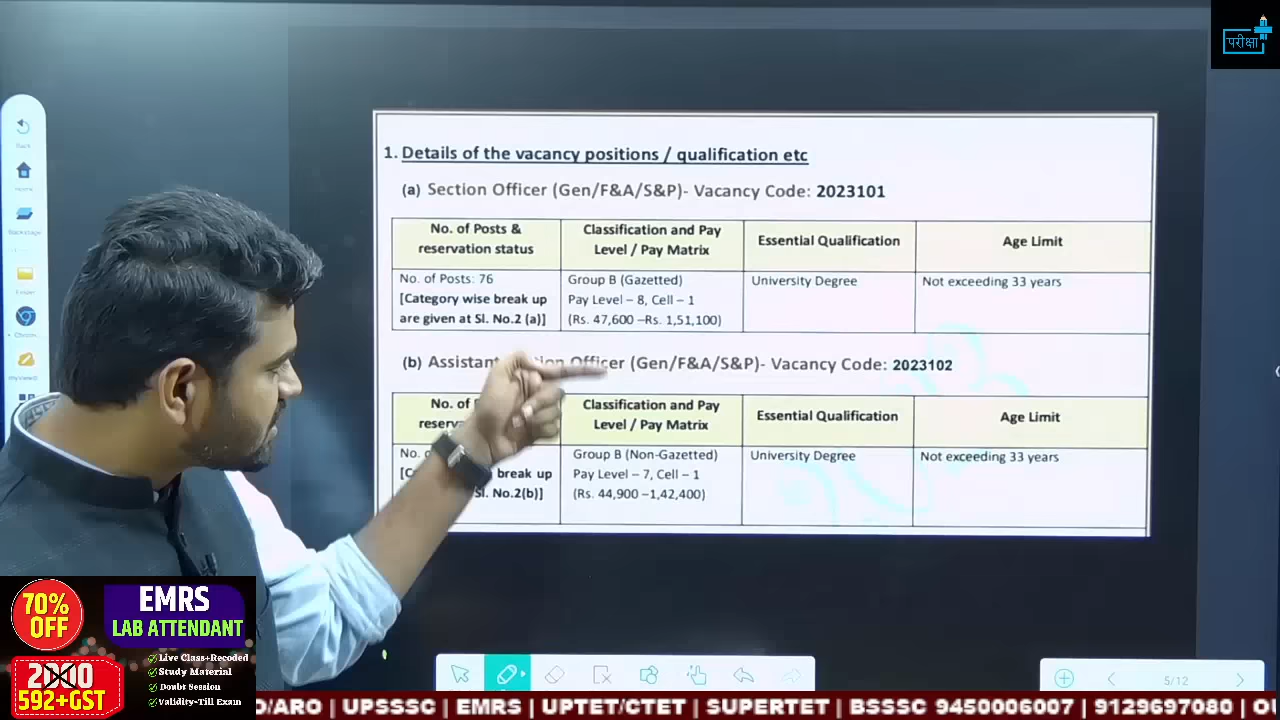 परीक्षा
1. Details of the vacancy positions / qualification etc
(a) Section Officer (Gen/F&A/S&P)- Vacancy Code: 2023101
No. of Posts & reservation status
Classification and Pay Level / Pay Matrix
Essential Qualification
Age Limit
No. of Posts: 76
[Category wise break up
are given at Sl. No.2 (a)]
Group B (Gazetted)
Pay Level – 8, Cell – 1
(Rs. 47,600 –Rs. 1,51,100)
University Degree
Not exceeding 33 years
(b) Assistant Officer (Gen/F&A/S&P)- Vacancy Code: 2023102
No. of
Classification and Pay
Level / Pay Matrix
Essential Qualification
Age Limit
break up
Sl. No.2(b)]
Group B (Non-Gazetted)
Pay Level – 7, Cell – 1
(Rs. 44,900 –1,42,400)
University Degree
Not exceeding 33 years
Back
Home
Backstage
70%
OFF
EMRS
LAB ATTENDANT
592+GST
Live Class+Recoded
Study Material
Doubt Session
Validity-Till Exam
5/12
O/ARO | UPSSSC | EMRS | UPTET/CTET | SUPERTET | BSSSC 9450006007 | 9129697080 | OU